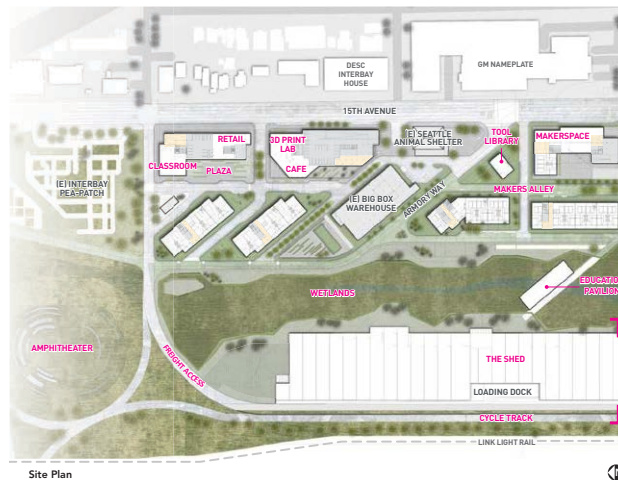 DESC
INTERBAY
HOUSE
GM NAMEPLATE
15TH AVENUE
RETAIL
3D PRINT
LAB
(E) SEATTLE
ANIMAL SHELTER
TOOL
LIBRARY
MAKERSPACE
CLASSROOM
PLAZA
CAFE
(E) INTERBAY
PEA-PATCH
(E) BIG BOX
WAREHOUSE
ARMORY WAY
MAKERS ALLEY
WETLANDS
EDUCATION
PAVILION
AMPHITHEATER
FREIGHT ACCESS
THE SHED
LOADING DOCK
CYCLE TRACK
LINK LIGHT RAIL
Site Plan